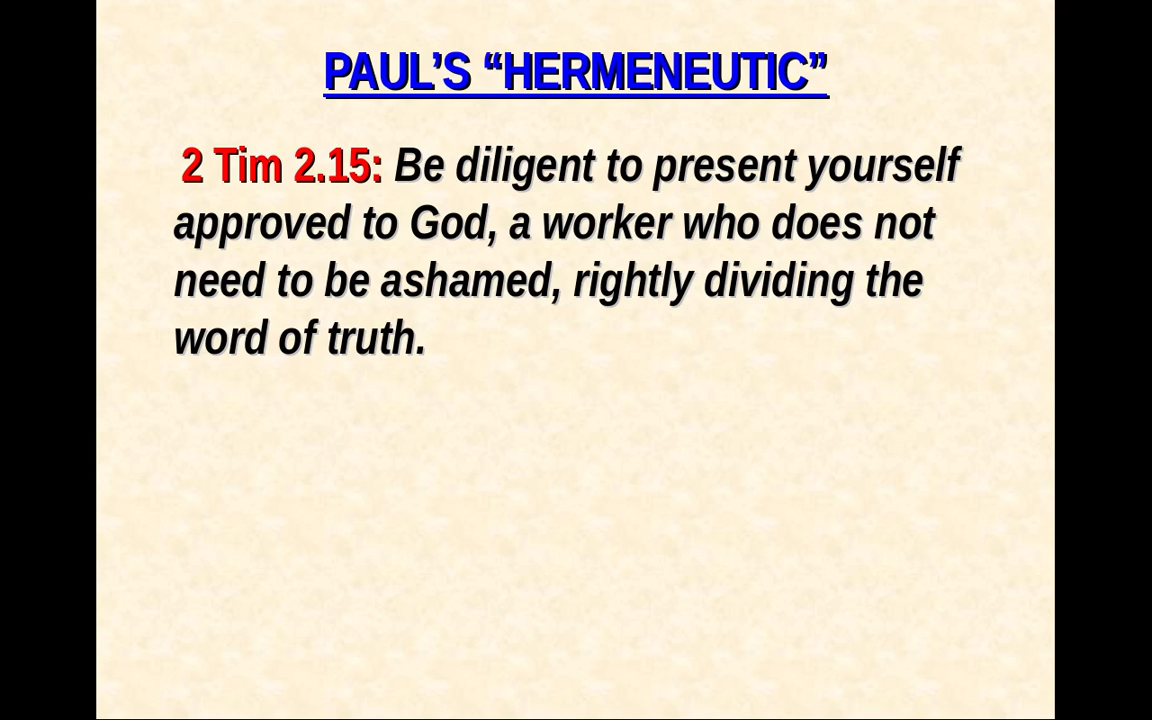 PAUL’S “HERMENEUTIC”
2 Tim 2.15: Be diligent to present yourself
approved to God, a worker who does not
need to be ashamed, rightly dividing the
word of truth.